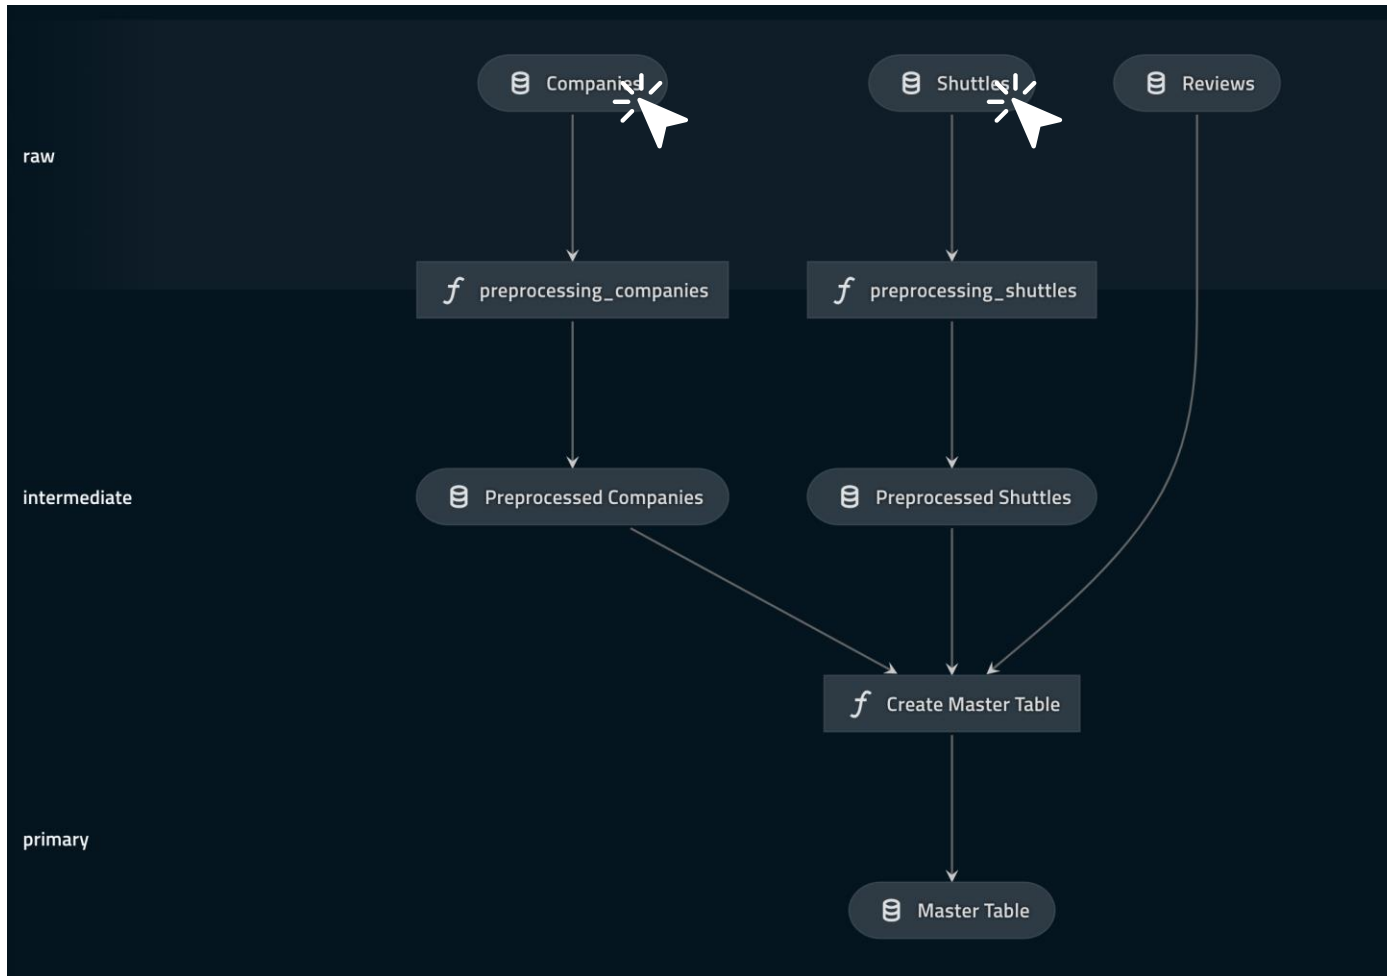 Companies
Shuttles
Reviews
raw
preprocessing_companies
preprocessing_shuttles
intermediate
Preprocessed Companies
Preprocessed Shuttles
Create Master Table
primary
Master Table